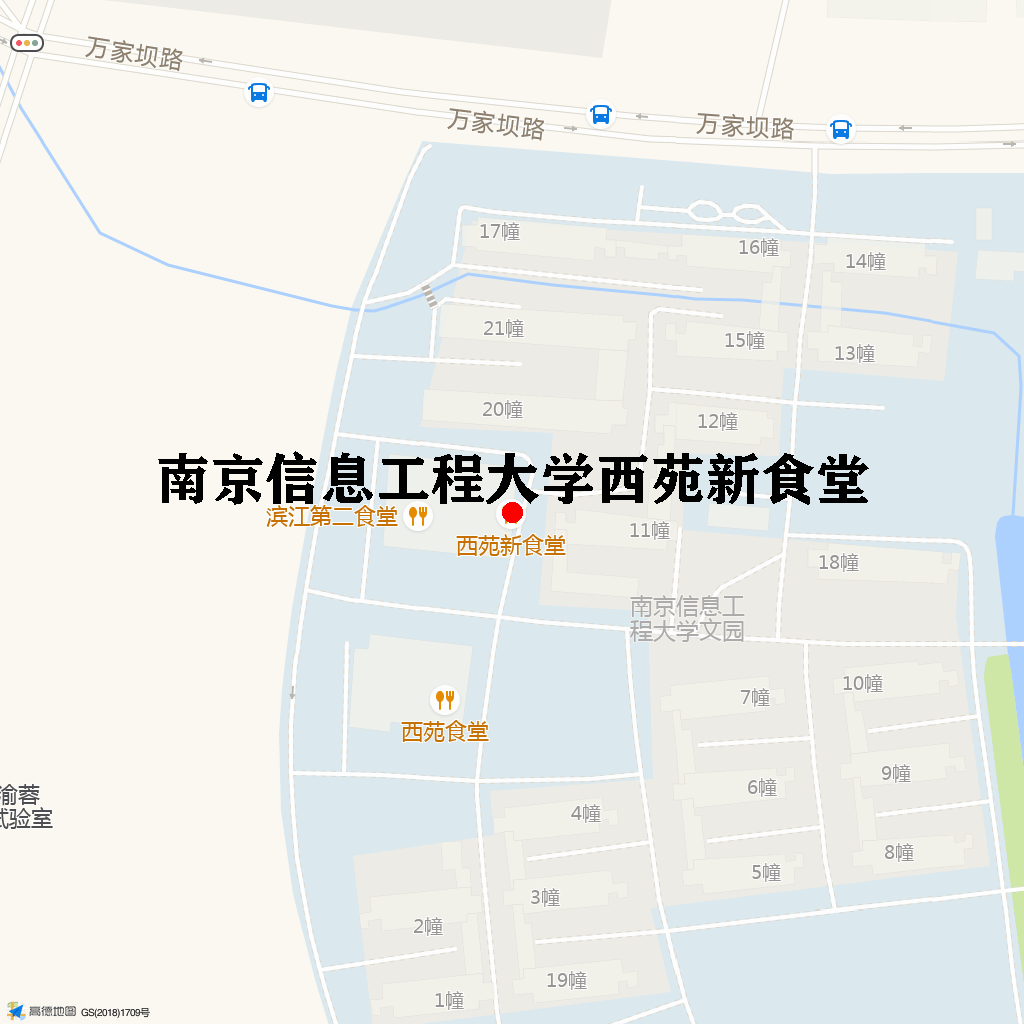 万家坝路
万家坝路
万家坝路
17幢
16幢
14幢
21幢
15幢
13幢
20幢
12幢
南京信息工程大学西苑新食堂
滨江第二食堂
西苑新食堂
11幢
18幢
南京信息工
程大学文园
7幢
10幢
西苑食堂
渝蓉
试验室
6幢
9幢
4幢
5幢
8幢
3幢
2幢
19幢
1幢
高德地图 GS(2018)1709号